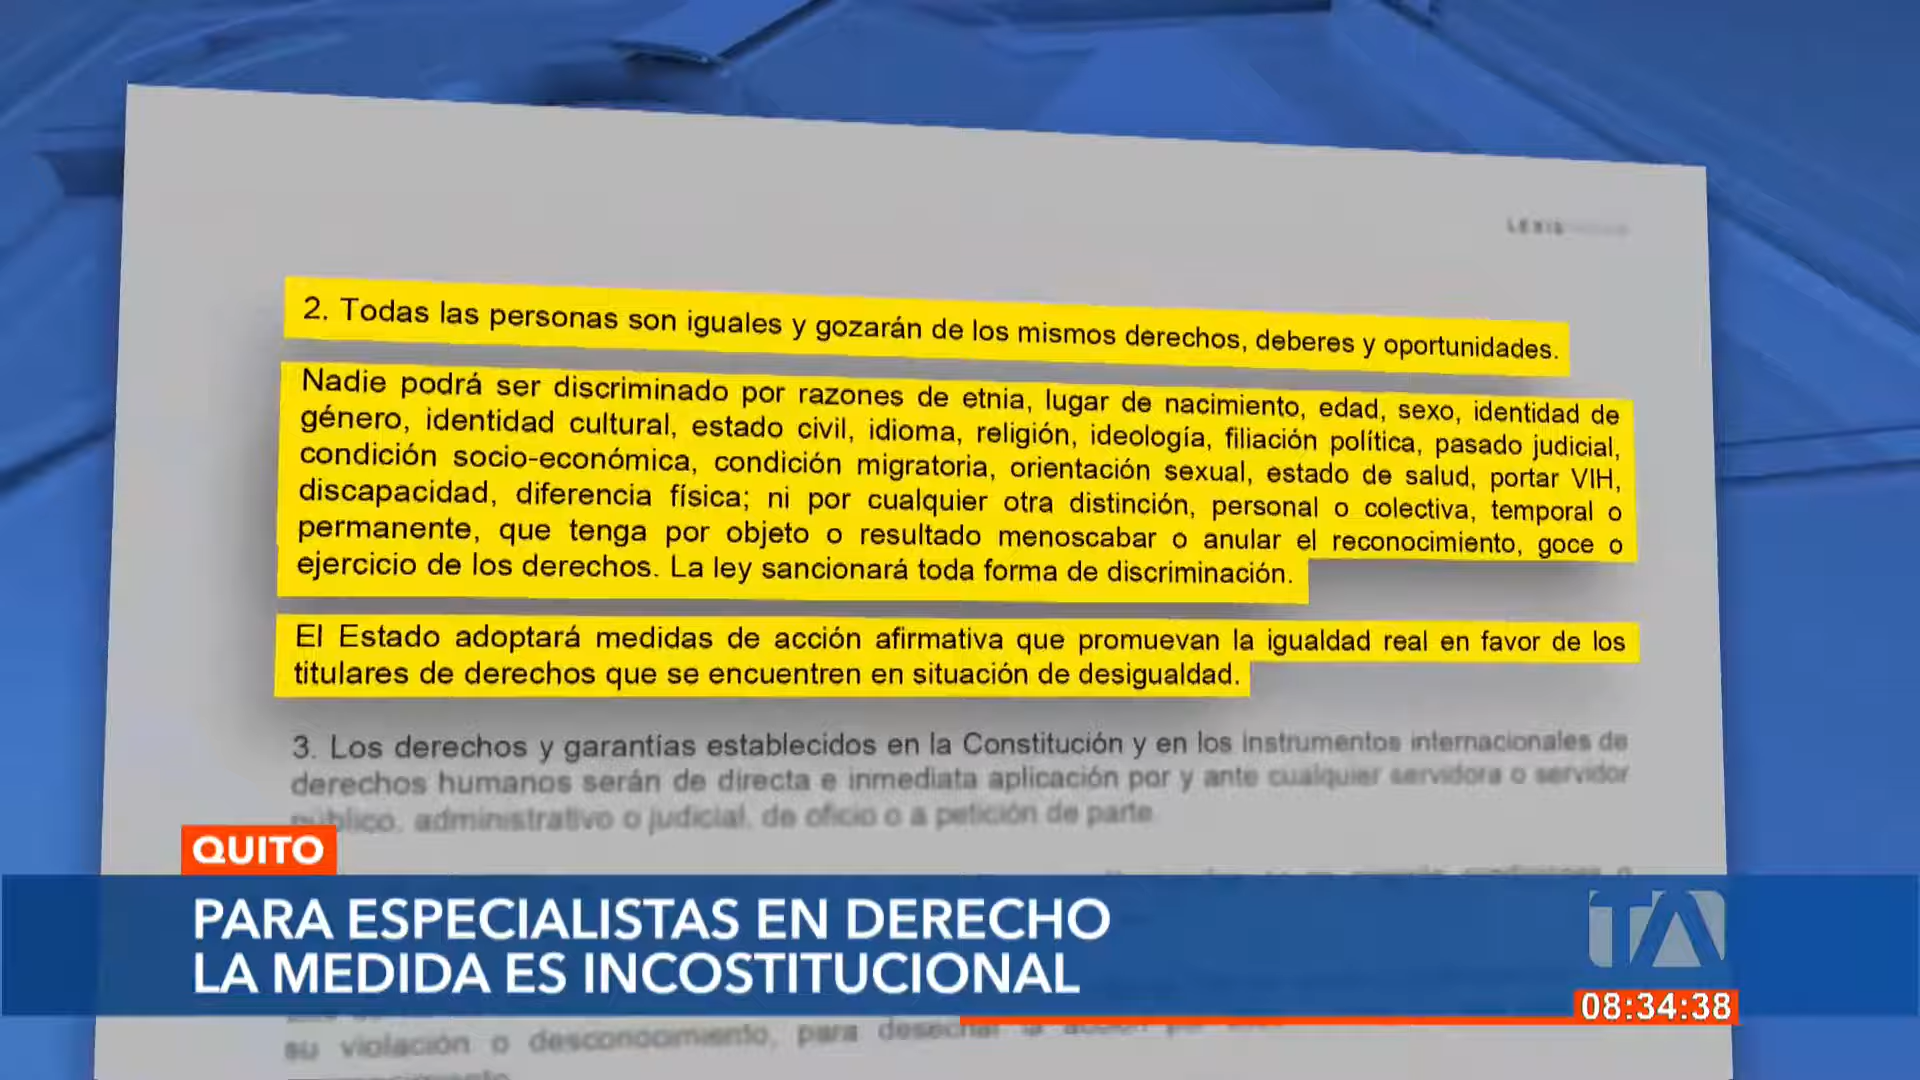 LEXIS
2. Todas las personas son iguales y gozarán de los mismos derechos, deberes y oportunidades.
Nadie podrá ser discriminado por razones de etnia, lugar de nacimiento, edad, sexo, identidad de
género, identidad cultural, estado civil, idioma, religión, ideología, filiación política, pasado judicial,
condición socio-económica, condición migratoria, orientación sexual, estado de salud, portar VIH,
discapacidad, diferencia física; ni por cualquier otra distinción, personal o colectiva, temporal o
permanente, que tenga por objeto o resultado menoscabar o anular el reconocimiento, goce o
ejercicio de los derechos. La ley sancionará toda forma de discriminación.
El Estado adoptará medidas de acción afirmativa que promuevan la igualdad real en favor de los
titulares de derechos que se encuentren en situación de desigualdad.
3. Los derechos y garantías establecidos en la Constitución y en los instrumentos internacionales de
derechos humanos serán de directa e inmediata aplicación por y ante cualquier servidora o servidor
público, administrativo o judicial, de oficio o a petición de parte.
QUITO
PARA ESPECIALISTAS EN DERECHO
LA MEDIDA ES INCOSTITUCIONAL
TA
08:34:38
su violación o desconocimiento, para desechar la acción